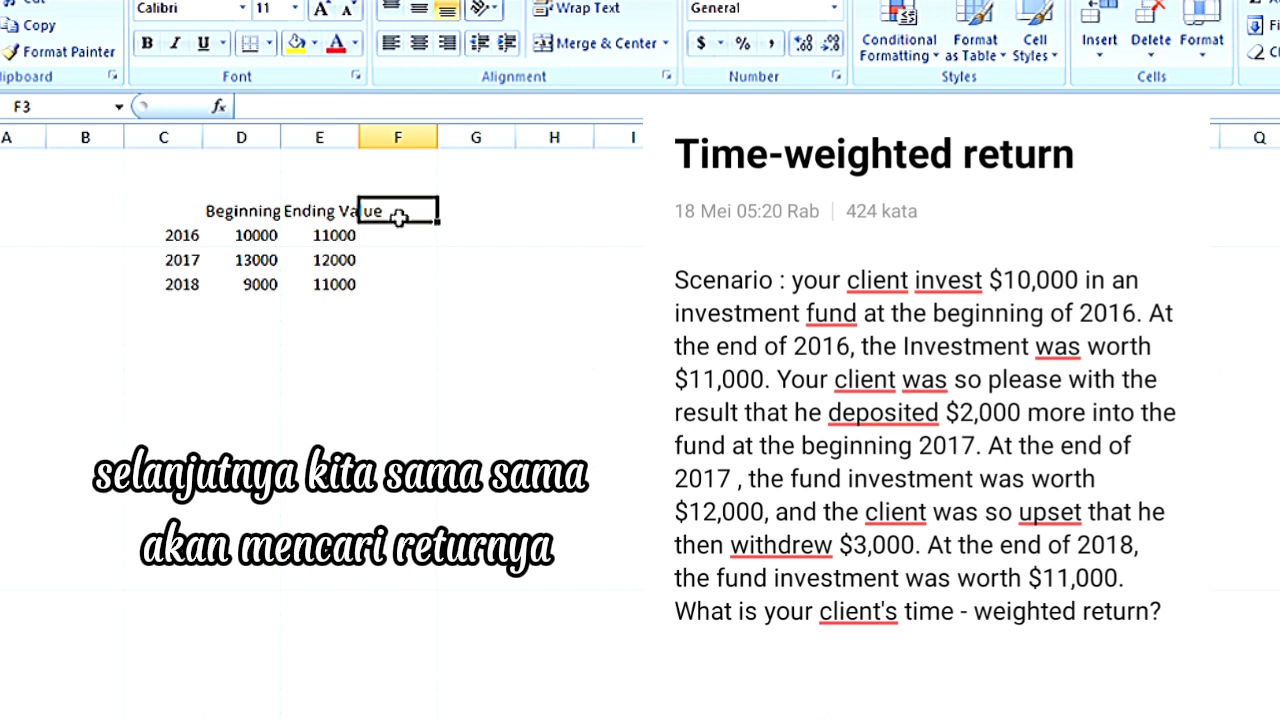 Calibri 11 A A Wrap Text General
Copy
Format Painter B I U A Merge & Center $ % , Conditional Formatting Format as Table Cell Styles Insert Delete Format
lipboard Font Alignment Number Styles Cells
F3 fx
A B C D E F G H I Q
Beginning Ending Value
2016 10000 11000
2017 13000 12000
2018 9000 11000
selanjutnya kita sama sama
akan mencari returnya
Time-weighted return
18 Mei 05:20 Rab | 424 kata
Scenario : your client invest $10,000 in an
investment fund at the beginning of 2016. At
the end of 2016, the Investment was worth
$11,000. Your client was so please with the
result that he deposited $2,000 more into the
fund at the beginning 2017. At the end of
2017 , the fund investment was worth
$12,000, and the client was so upset that he
then withdrew $3,000. At the end of 2018,
the fund investment was worth $11,000.
What is your client's time - weighted return?